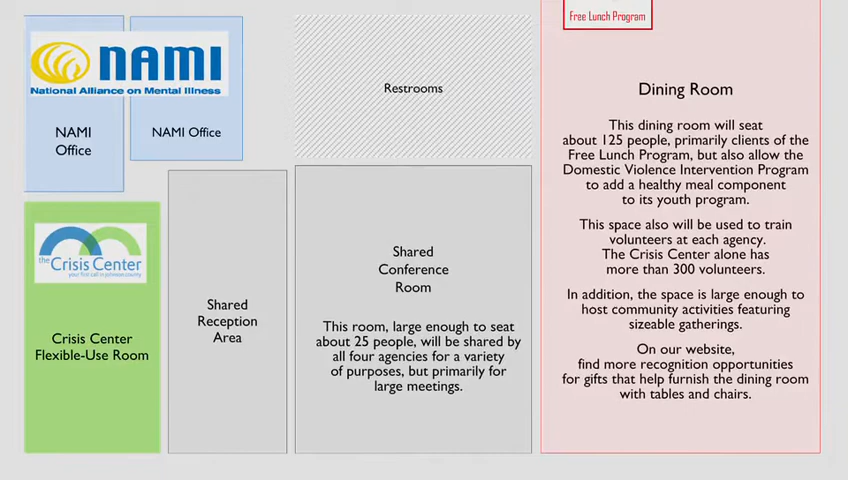 NAMI
National Alliance on Mental Illness
NAMI
Office
NAMI Office
the Crisis Center
your first call in johnson county
Crisis Center
Flexible-Use Room
Shared
Reception
Area
Restrooms
Shared
Conference
Room
This room, large enough to seat
about 25 people, will be shared by
all four agencies for a variety
of purposes, but primarily for
large meetings.
Free Lunch Program
Dining Room
This dining room will seat
about 125 people, primarily clients of the
Free Lunch Program, but also allow the
Domestic Violence Intervention Program
to add a healthy meal component
to its youth program.
This space also will be used to train
volunteers at each agency.
The Crisis Center alone has
more than 300 volunteers.
In addition, the space is large enough to
host community activities featuring
sizeable gatherings.
On our website,
find more recognition opportunities
for gifts that help furnish the dining room
with tables and chairs.